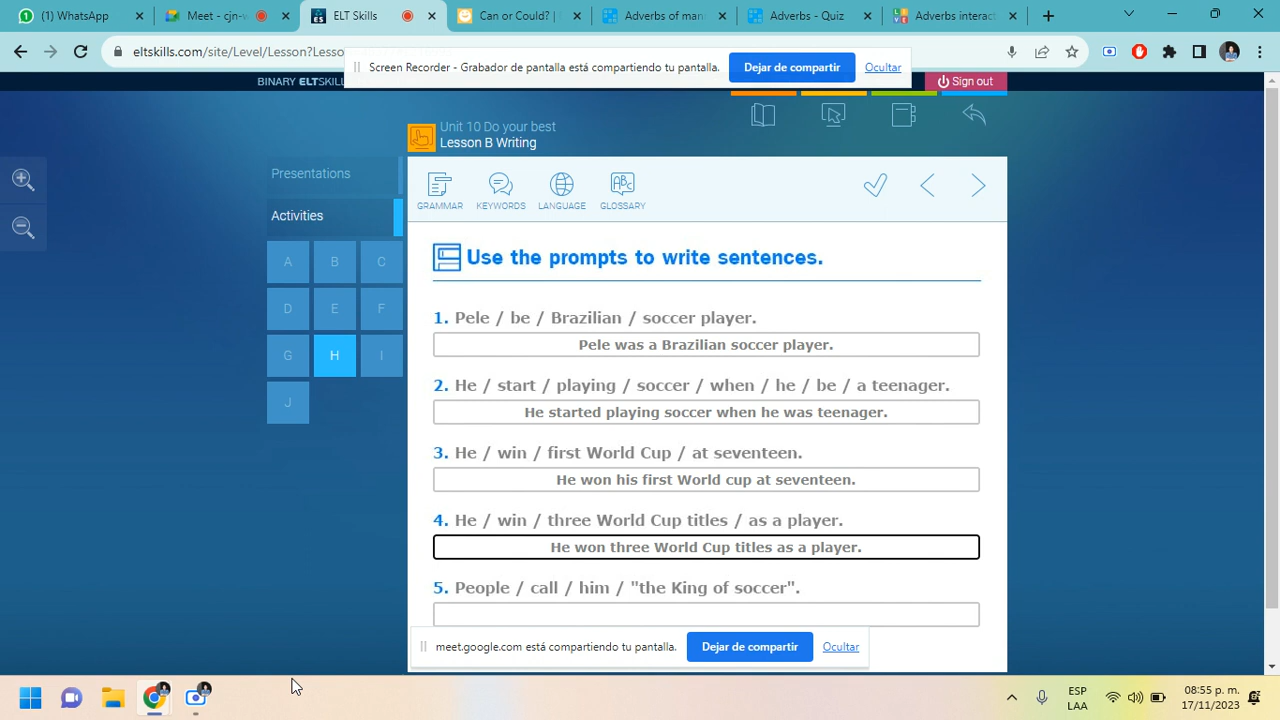 WhatsApp
Meet - cjn-w
ELT Skills
Can or Could? |
Adverbs of man
Adverbs - Quiz
Adverbs interac
eltskills.com/site/Level/Lesson?Lesson
Screen Recorder - Grabador de pantalla está compartiendo tu pantalla.
Dejar de compartir
Ocultar
BINARY ELTSKILL
Sign out
Unit 10 Do your best
Lesson B Writing
Presentations
Activities
A B C
D E F
G H I
J
GRAMMAR
KEYWORDS
LANGUAGE
ABC
GLOSSARY
Use the prompts to write sentences.
1. Pele / be / Brazilian / soccer player.
Pele was a Brazilian soccer player.
2. He / start / playing / soccer / when / he / be / a teenager.
He started playing soccer when he was teenager.
3. He / win / first World Cup / at seventeen.
He won his first World cup at seventeen.
4. He / win / three World Cup titles / as a player.
He won three World Cup titles as a player.
5. People / call / him / "the King of soccer".
meet.google.com está compartiendo tu pantalla.
Dejar de compartir
Ocultar
ESP
LAA
08:55 p. m.
17/11/2023